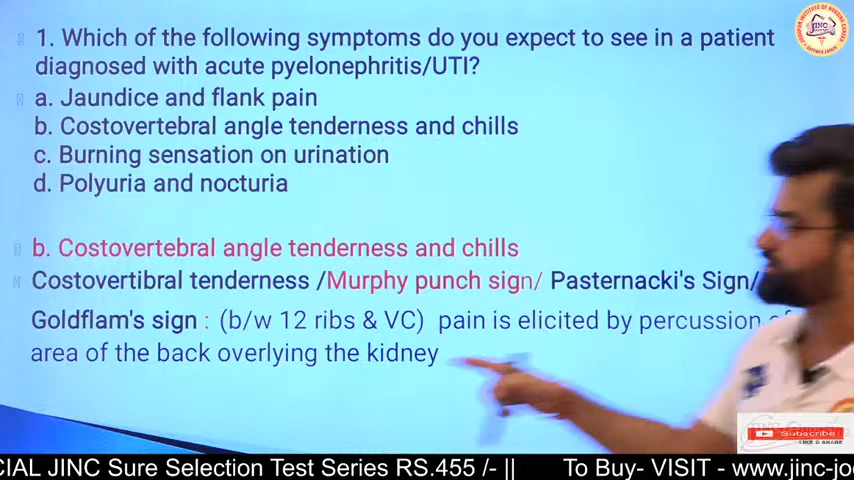 1. Which of the following symptoms do you expect to see in a patient
diagnosed with acute pyelonephritis/UTI?
a. Jaundice and flank pain
b. Costovertebral angle tenderness and chills
c. Burning sensation on urination
d. Polyuria and nocturia
b. Costovertebral angle tenderness and chills
Costovertibral tenderness /Murphy punch sign/ Pasternacki's Sign/
Goldflam's sign : (b/w 12 ribs & VC) pain is elicited by percussion of
area of the back overlying the kidney
JINC
Subscribe
LIKE & SHARE
CIAL JINC Sure Selection Test Series RS.455 /- || To Buy- VISIT - www.jinc-jo